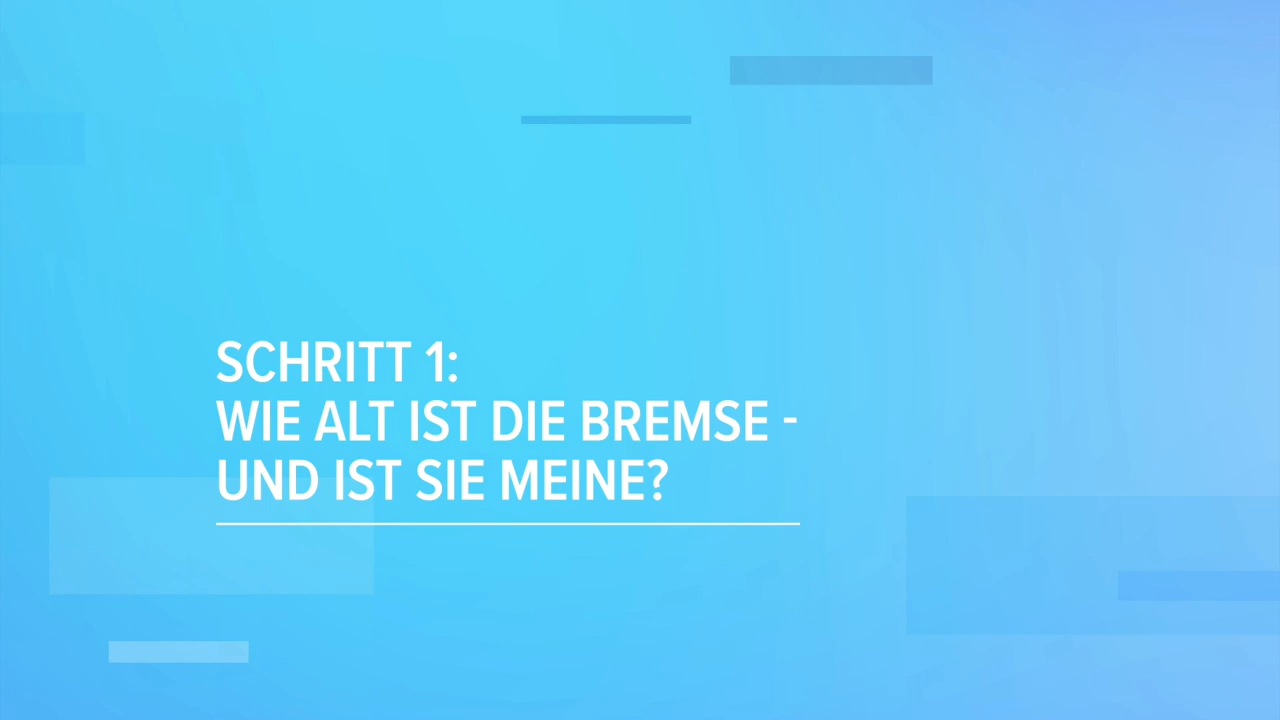 SCHRITT 1:
WIE ALT IST DIE BREMSE -
UND IST SIE MEINE?